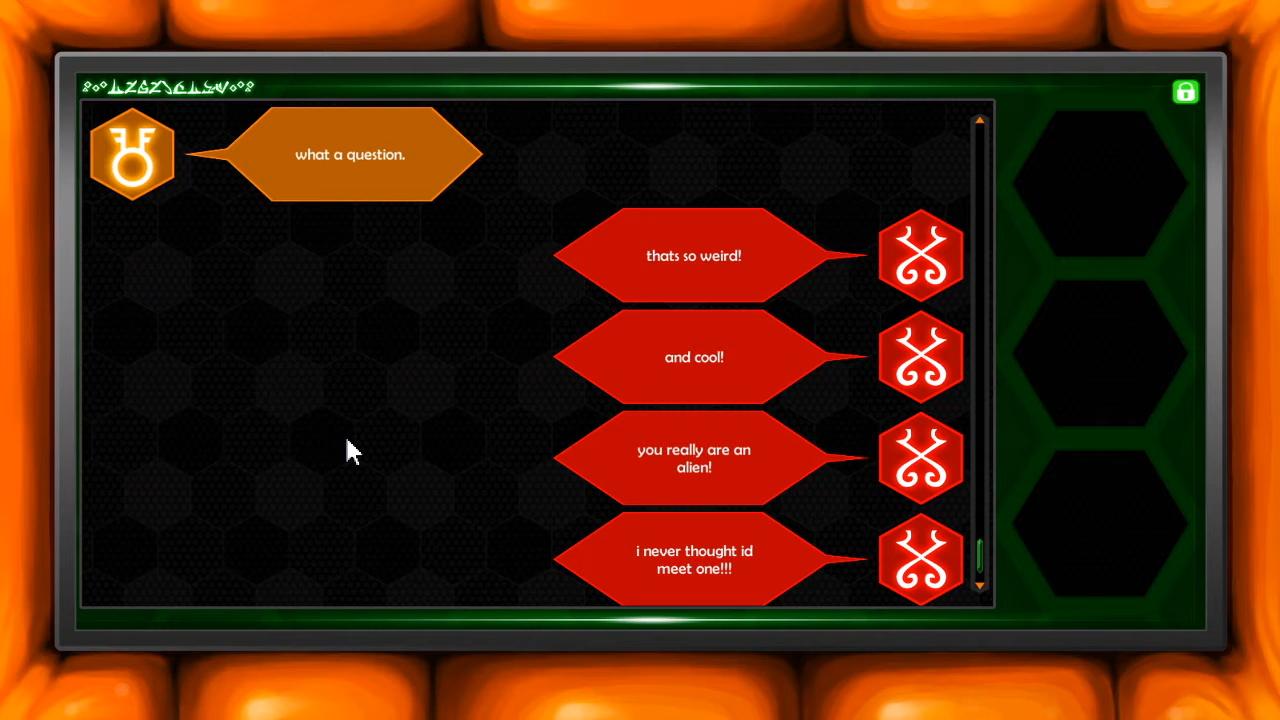 what a question.
thats so weird!
and cool!
you really are an
alien!
i never thought id
meet one!!!